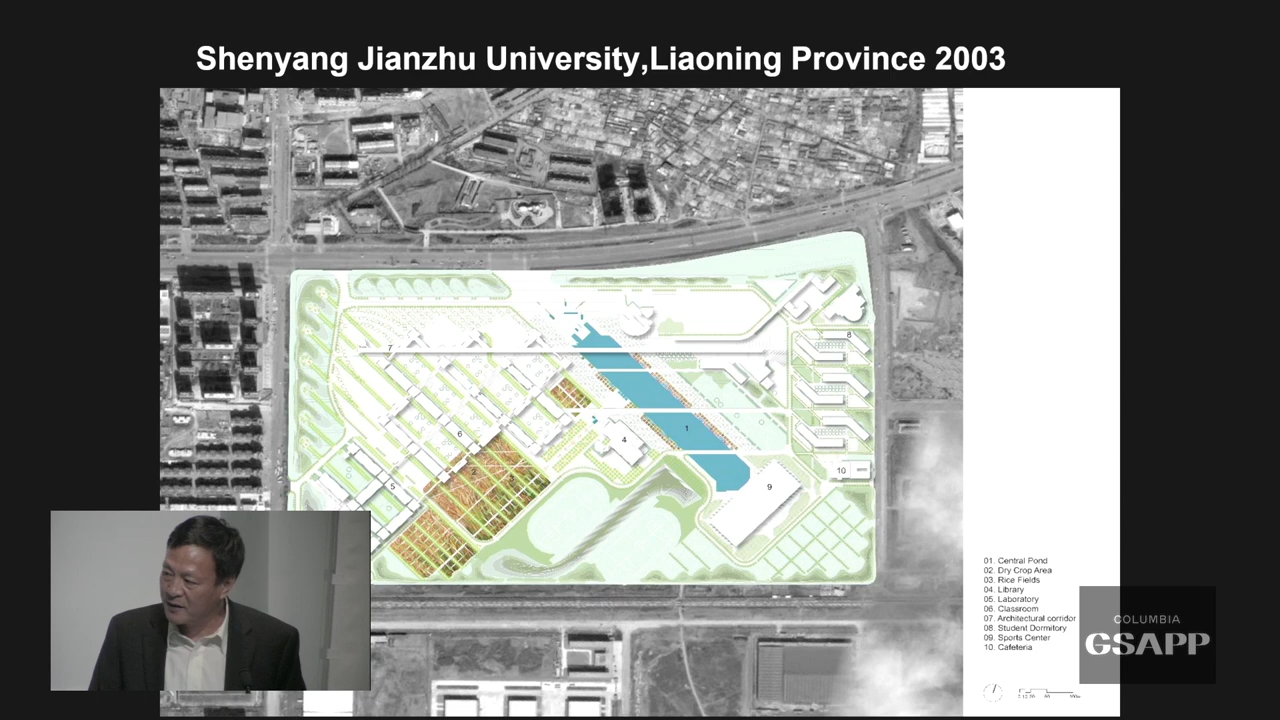 Shenyang Jianzhu University,Liaoning Province 2003
7
8
6
4
1
5
9
10
01. Central Pond
02. Dry Crop Area
03. Rice Fields
04. Library
05. Laboratory
06. Classroom
07. Architectural corridor
08. Student Dormitory
09. Sports Center
10. Cafeteria
COLUMBIA
GSAPP